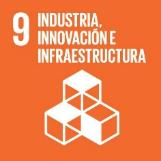 9 INDUSTRIA,
INNOVACIÓN E
INFRAESTRUCTURA